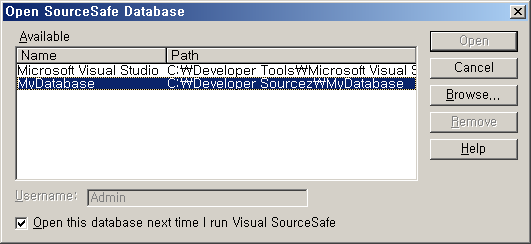 Open SourceSafe Database
Available
Name Path
Microsoft Visual Studio C:₩Developer Tools₩Microsoft Visual S
MyDatabase C:₩Developer Sourcez₩MyDatabase
Open
Cancel
Browse...
Remove
Help
Username: Admin
Open this database next time I run Visual SourceSafe